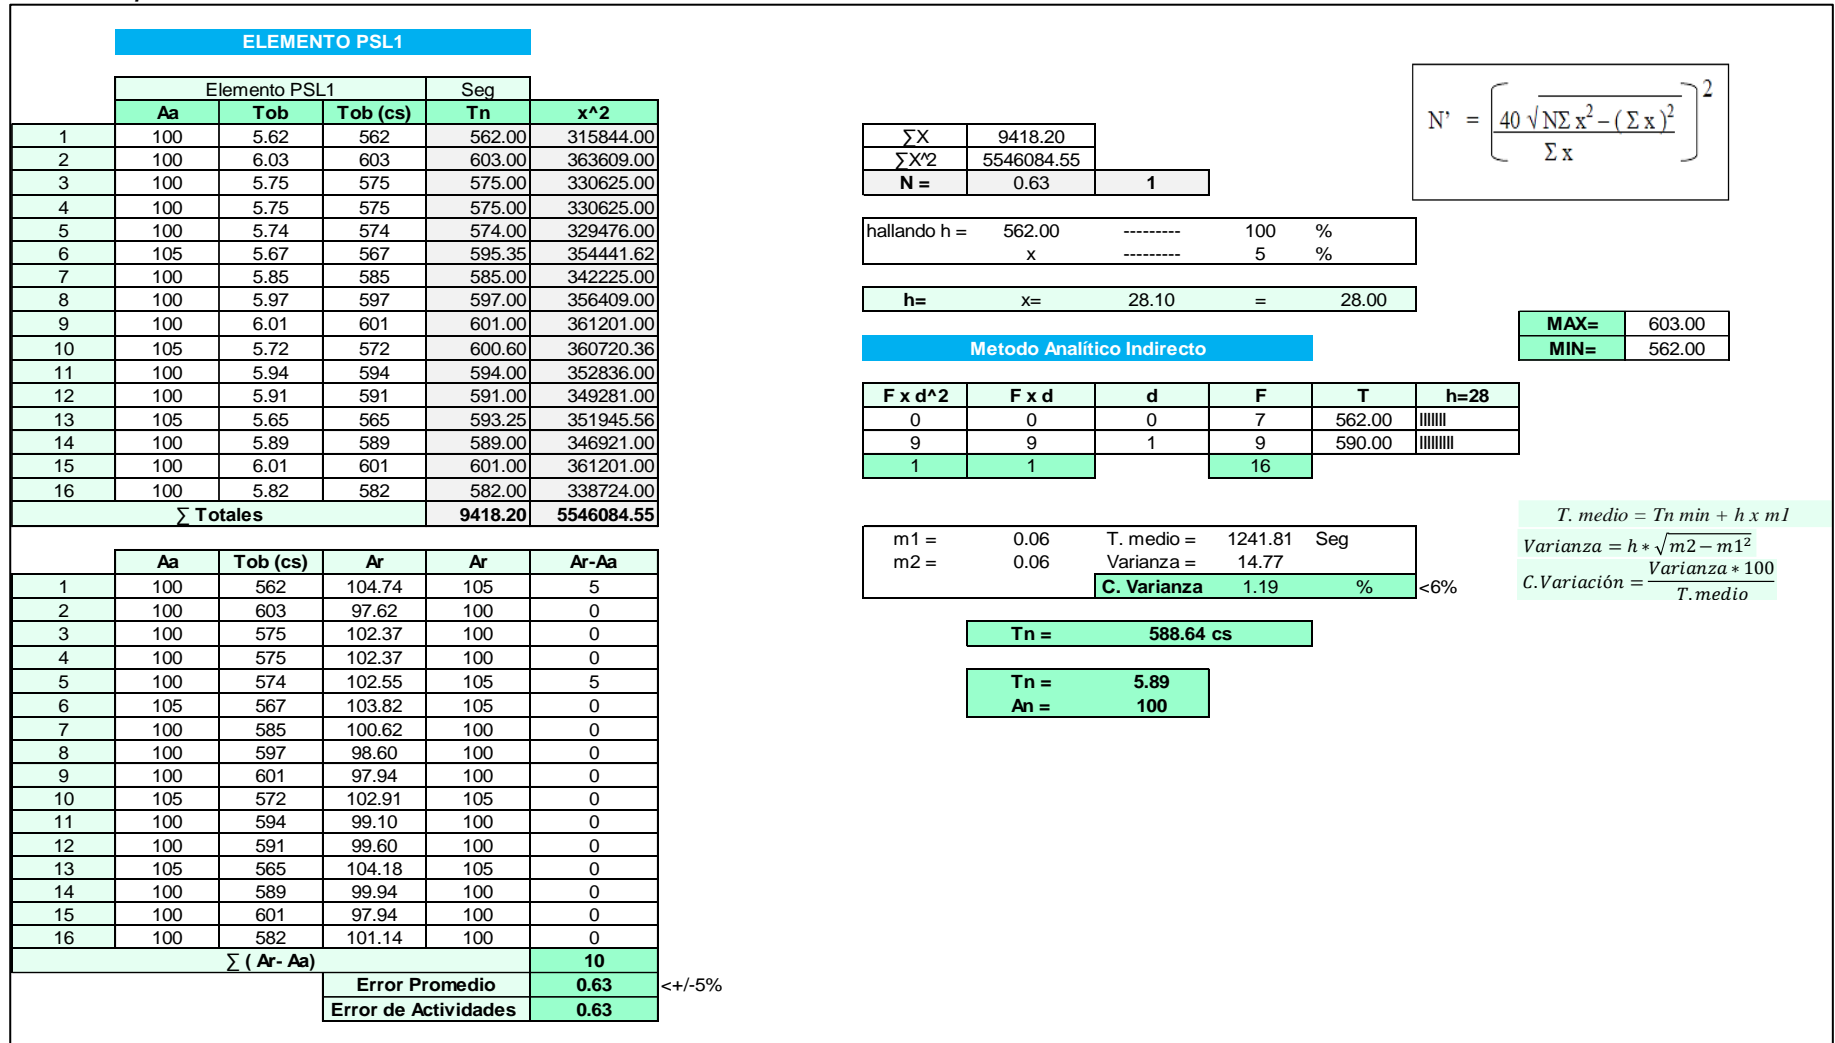 ELEMENTO PSL1
Elemento PSL1 Seg
Aa Tob Tob (cs) Tn x^2
1 100 5.62 562 562.00 315844.00
2 100 6.03 603 603.00 363609.00
3 100 5.75 575 575.00 330625.00
4 100 5.75 575 575.00 330625.00
5 100 5.74 574 574.00 329476.00
6 105 5.67 567 595.35 354441.62
7 100 5.85 585 585.00 342225.00
8 100 5.97 597 597.00 356409.00
9 100 6.01 601 601.00 361201.00
10 105 5.72 572 600.60 360720.36
11 100 5.94 594 594.00 352836.00
12 100 5.91 591 591.00 349281.00
13 105 5.65 565 593.25 351945.56
14 100 5.89 589 589.00 346921.00
15 100 6.01 601 601.00 361201.00
16 100 5.82 582 582.00 338724.00
∑ Totales 9418.20 5546084.55
Aa Tob (cs) Ar Ar Ar-Aa
1 100 562 104.74 105 5
2 100 603 97.62 100 0
3 100 575 102.37 100 0
4 100 575 102.37 100 0
5 100 574 102.55 105 5
6 105 567 103.82 105 0
7 100 585 100.62 100 0
8 100 597 98.60 100 0
9 100 601 97.94 100 0
10 105 572 102.91 105 0
11 100 594 99.10 100 0
12 100 591 99.60 100 0
13 105 565 104.18 105 0
14 100 589 99.94 100 0
15 100 601 97.94 100 0
16 100 582 101.14 100 0
∑ ( Ar- Aa) 10
Error Promedio 0.63 <+/-5%
Error de Actividades 0.63
∑X 9418.20
∑X^2 5546084.55
N = 0.63 1
N' = (40 √NΣ x² – ( Σ x )² / Σ x)²
hallando h = 562.00 --------- 100 %
x --------- 5 %
h= x= 28.10 = 28.00
MAX= 603.00
MIN= 562.00
Metodo Analítico Indirecto
F x d^2 F x d d F T h=28
0 0 0 7 562.00 IIIIIII
9 9 1 9 590.00 IIIIIIIII
1 1 16
m1 = 0.06 T. medio = 1241.81 Seg
m2 = 0.06 Varianza = 14.77
C. Varianza 1.19 % <6%
T. medio = Tn min + h x m1
Varianza = h * √m2 − m1²
C.Variación = Varianza * 100 / T.medio
Tn = 588.64 cs
Tn = 5.89
An = 100